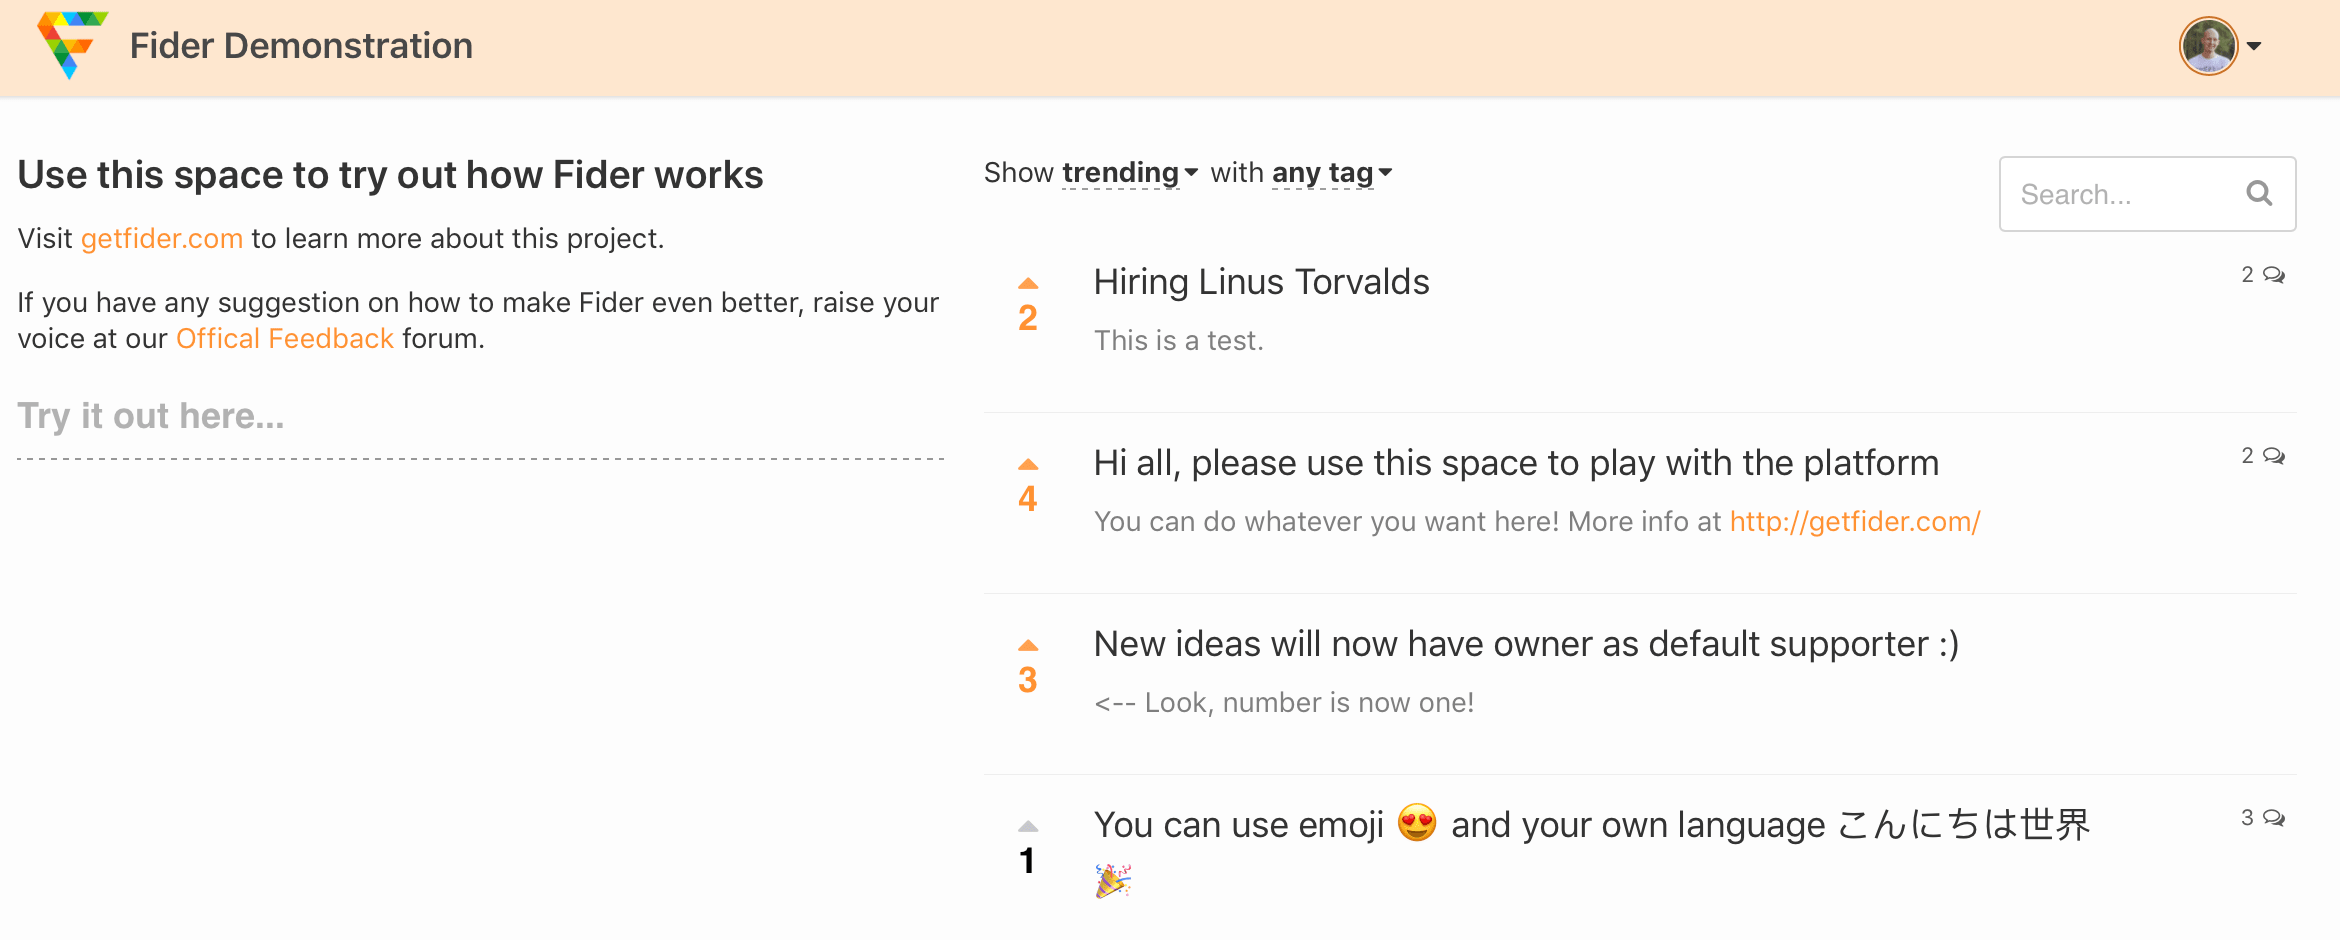 Fider Demonstration
Use this space to try out how Fider works
Visit getfider.com to learn more about this project.
If you have any suggestion on how to make Fider even better, raise your
voice at our Offical Feedback forum.
Try it out here...
Show trending with any tag
Search...
Hiring Linus Torvalds
2
2
This is a test.
Hi all, please use this space to play with the platform
2
4
You can do whatever you want here! More info at http://getfider.com/
New ideas will now have owner as default supporter :)
3
<-- Look, number is now one!
You can use emoji 😍 and your own language こんにちは世界
3
1
🎉